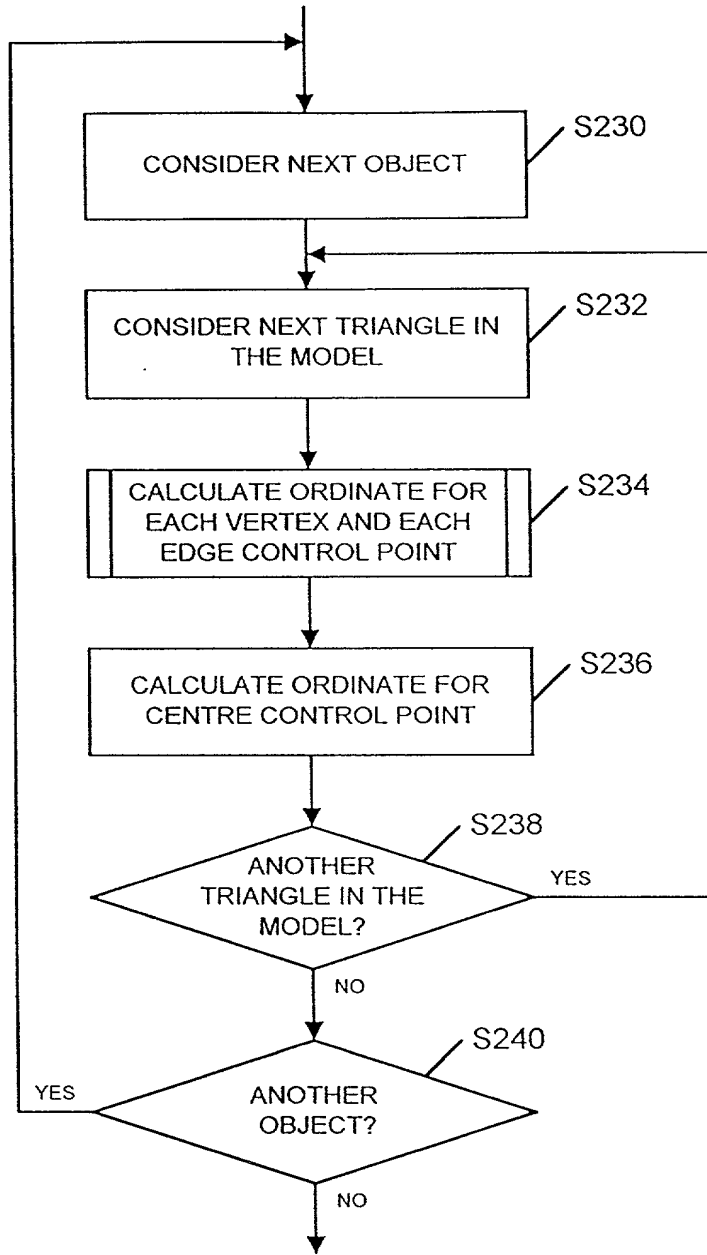 S230
CONSIDER NEXT OBJECT
S232
CONSIDER NEXT TRIANGLE IN
THE MODEL
S234
CALCULATE ORDINATE FOR
EACH VERTEX AND EACH
EDGE CONTROL POINT
S236
CALCULATE ORDINATE FOR
CENTRE CONTROL POINT
S238
ANOTHER
TRIANGLE IN THE
MODEL?
YES
NO
S240
YES
ANOTHER
OBJECT?
NO